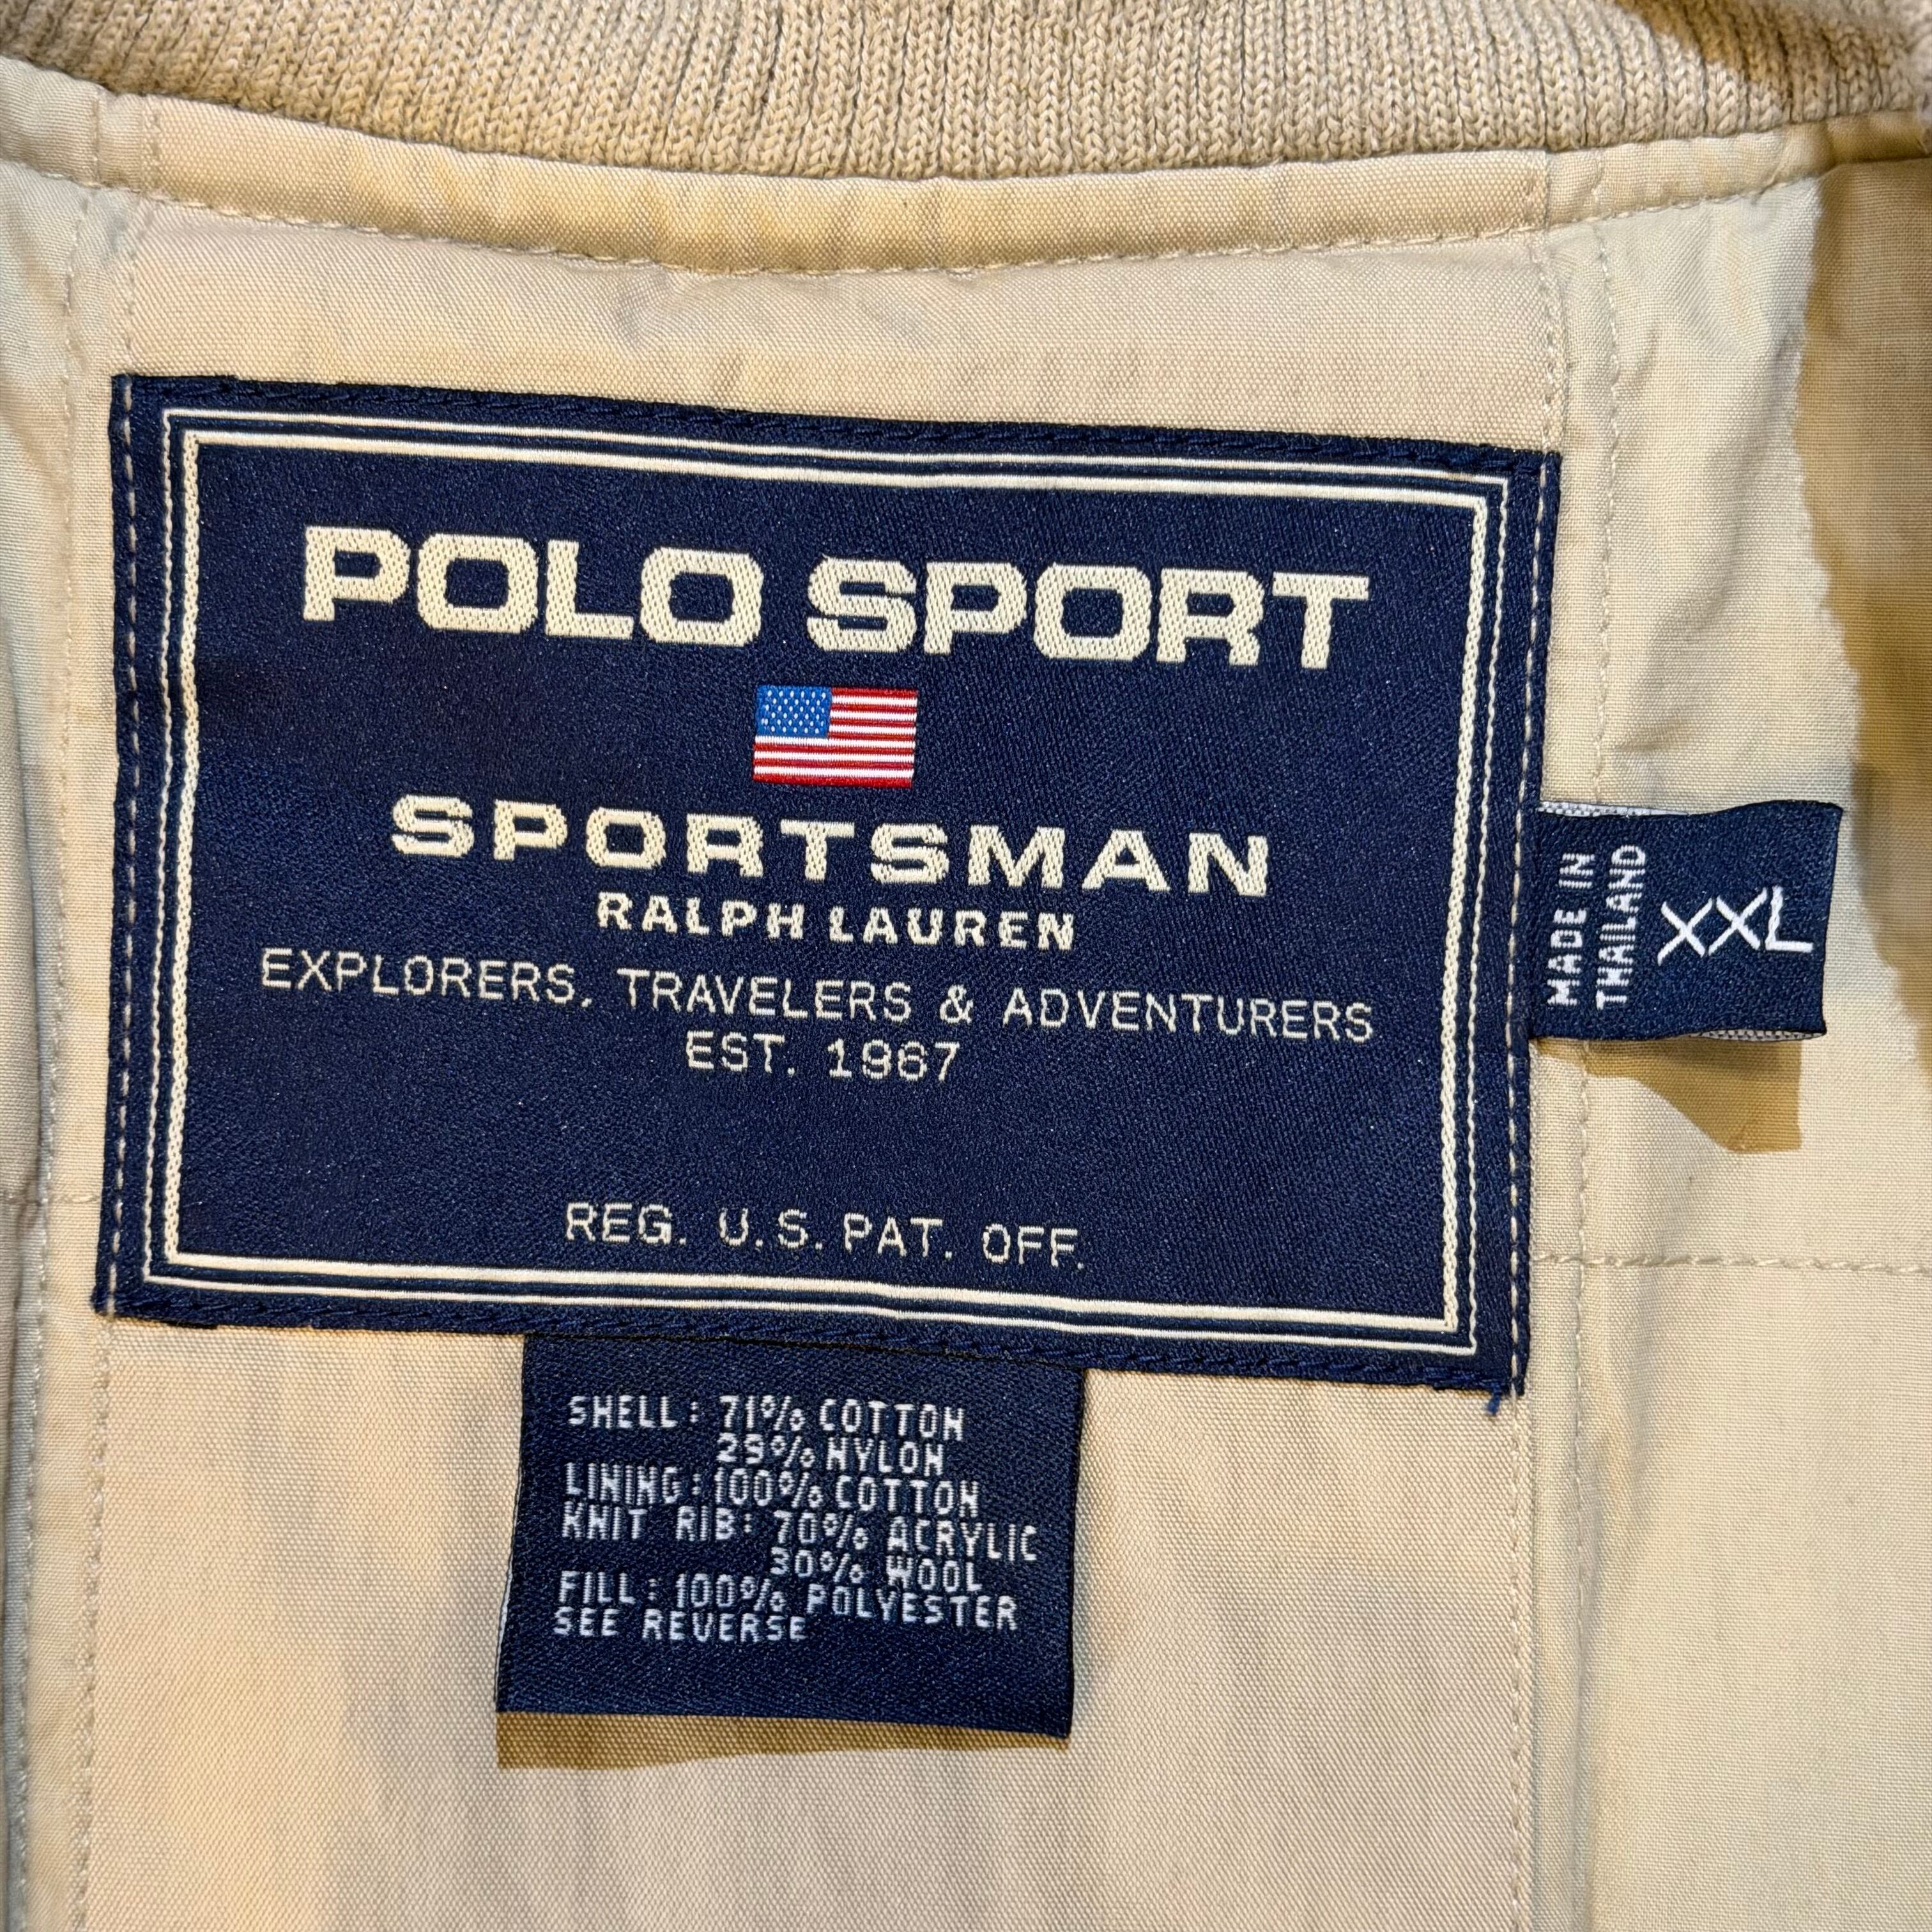 POLO SPORT
SPORTSMAN
RALPH LAUREN
EXPLORERS, TRAVELERS & ADVENTURERS
EST. 1967
REG. U.S. PAT. OFF.
MADE IN
THAILAND
XXL
SHELL: 71% COTTON
29% NYLON
LINING: 100% COTTON
KNIT RIB: 70% ACRYLIC
30% WOOL
FILL: 100% POLYESTER
SEE REVERSE